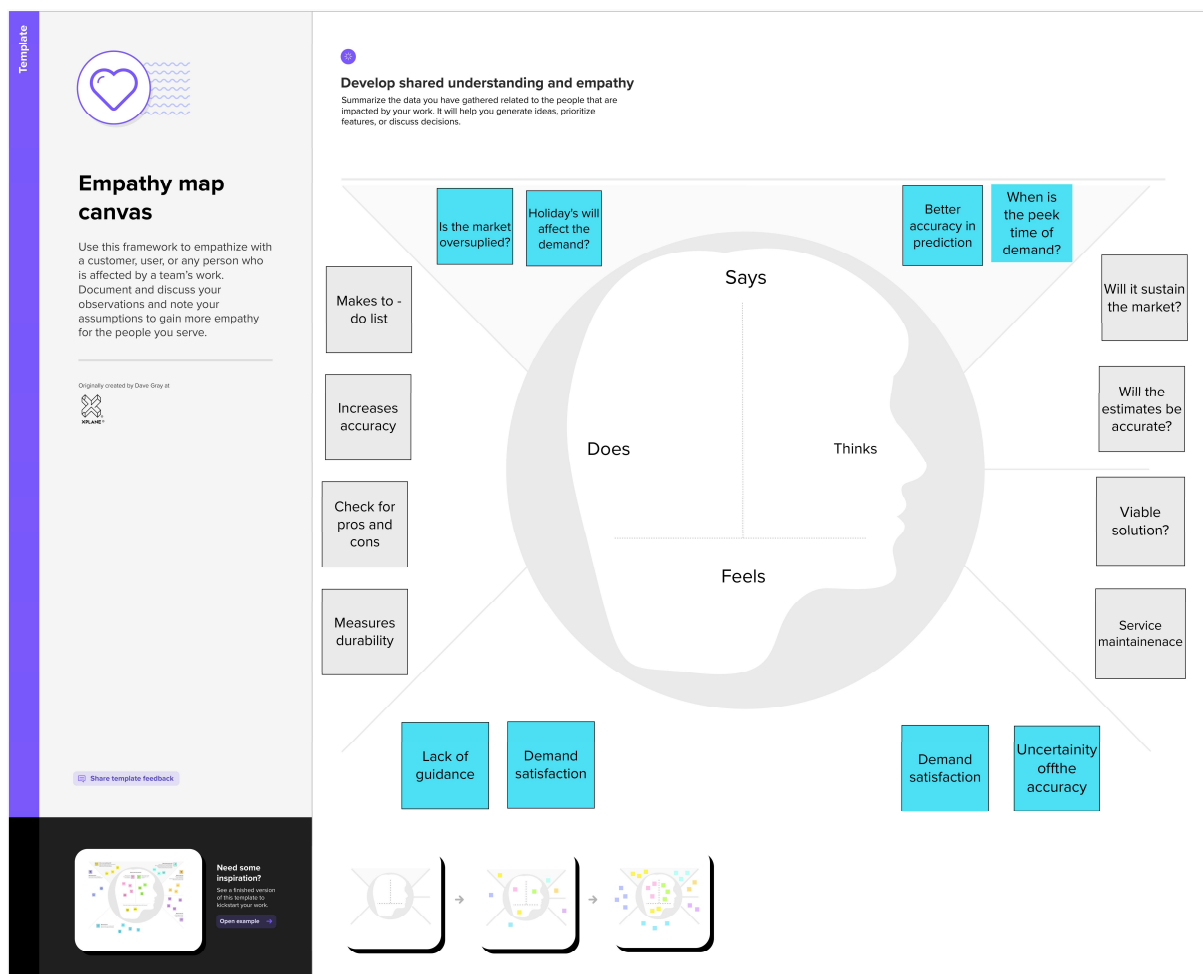 Template
Empathy map
canvas
Use this framework to empathize with
a customer, user, or any person who
is affected by a team's work.
Document and discuss your
observations and note your
assumptions to gain more empathy
for the people you serve.
Originally created by Dave Gray at
XPLANE
Share template feedback
Need some
inspiration?
See a finished version
of this template to
kickstart your work.
Open example
Develop shared understanding and empathy
Summarize the data you have gathered related to the people that are
impacted by your work. It will help you generate ideas, prioritize
features, or discuss decisions.
Is the market
oversuplied?
Holiday's will
affect the
demand?
Better
accuracy in
prediction
When is
the peek
time of
demand?
Says
Makes to -
do list
Increases
accuracy
Check for
pros and
cons
Measures
durability
Does
Thinks
Feels
Will it sustain
the market?
Will the
estimates be
accurate?
Viable
solution?
Service
maintainenace
Lack of
guidance
Demand
satisfaction
Demand
satisfaction
Uncertainity
offthe
accuracy